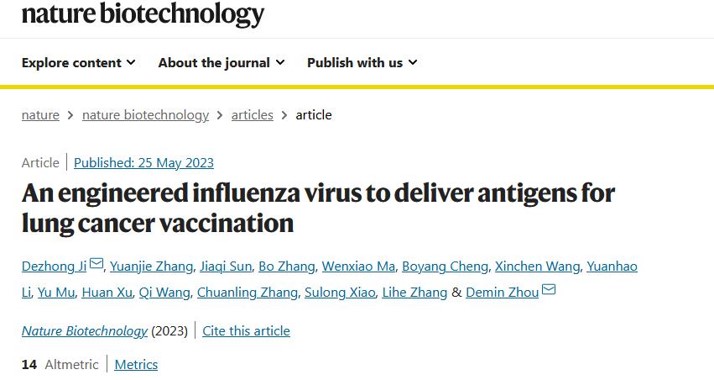 nature biotechnology
Explore content About the journal Publish with us
nature > nature biotechnology > articles > article
Article | Published: 25 May 2023
An engineered influenza virus to deliver antigens for
lung cancer vaccination
Dezhong Ji, Yuanjie Zhang, Jiaqi Sun, Bo Zhang, Wenxiao Ma, Boyang Cheng, Xinchen Wang, Yuanhao
Li, Yu Mu, Huan Xu, Qi Wang, Chuanling Zhang, Sulong Xiao, Lihe Zhang & Demin Zhou
Nature Biotechnology (2023) | Cite this article
14 Altmetric | Metrics